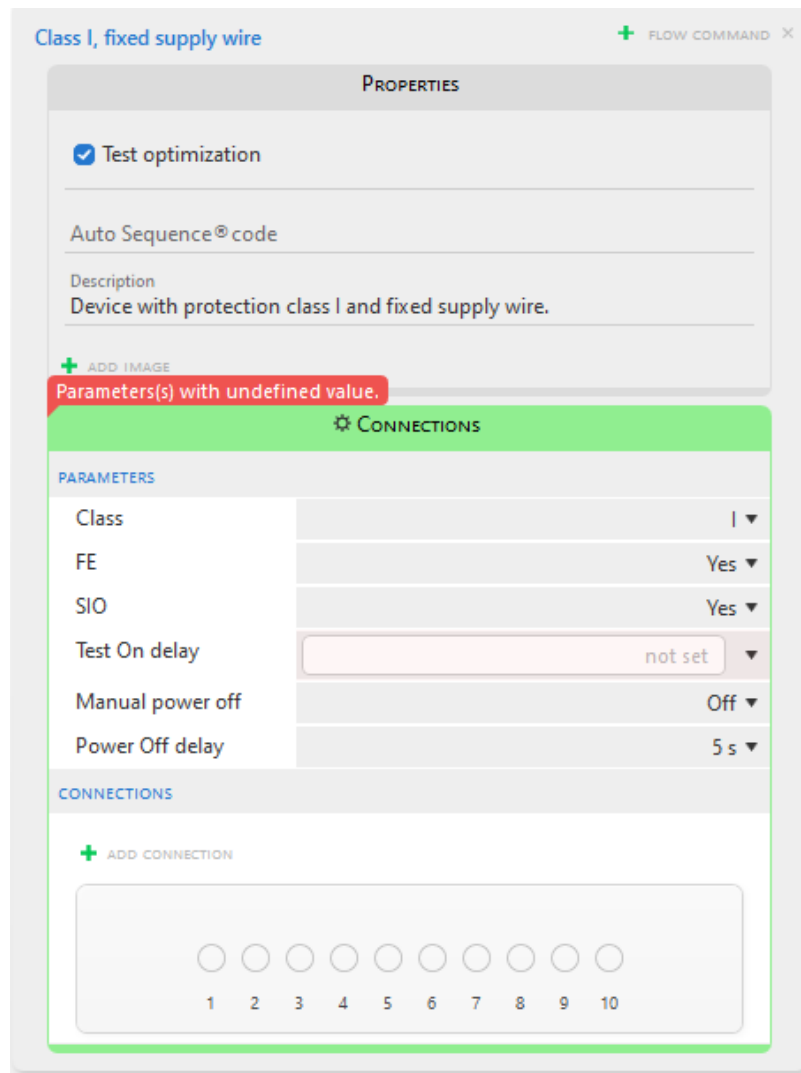 Class I, fixed supply wire
+ FLOW COMMAND ×
PROPERTIES
Test optimization
Auto Sequence® code
Description
Device with protection class I and fixed supply wire.
+ ADD IMAGE
Parameters(s) with undefined value.
CONNECTIONS
PARAMETERS
Class I
FE Yes
SIO Yes
Test On delay not set
Manual power off Off
Power Off delay 5 s
CONNECTIONS
+ ADD CONNECTION
1 2 3 4 5 6 7 8 9 10